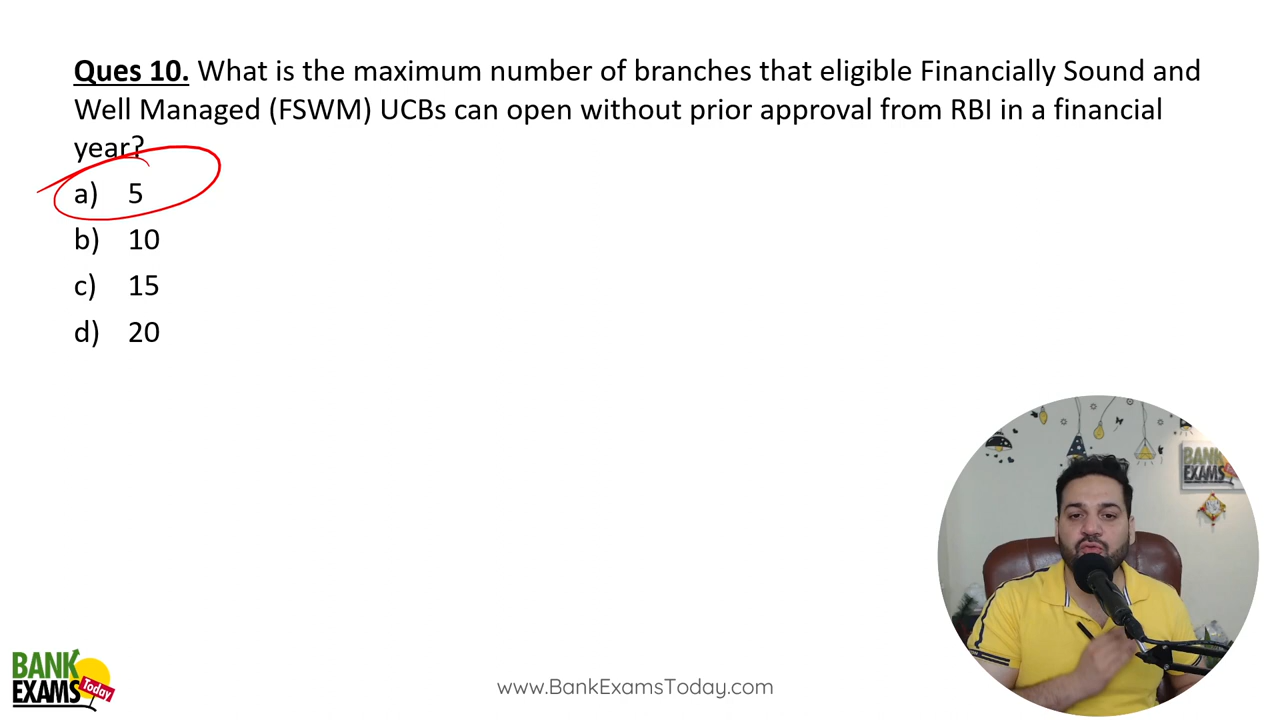 Ques 10. What is the maximum number of branches that eligible Financially Sound and
Well Managed (FSWM) UCBs can open without prior approval from RBI in a financial
year?
a) 5
b) 10
c) 15
d) 20
BANK
EXAMS
BANK
EXAMS
Today
www.BankExamsToday.com